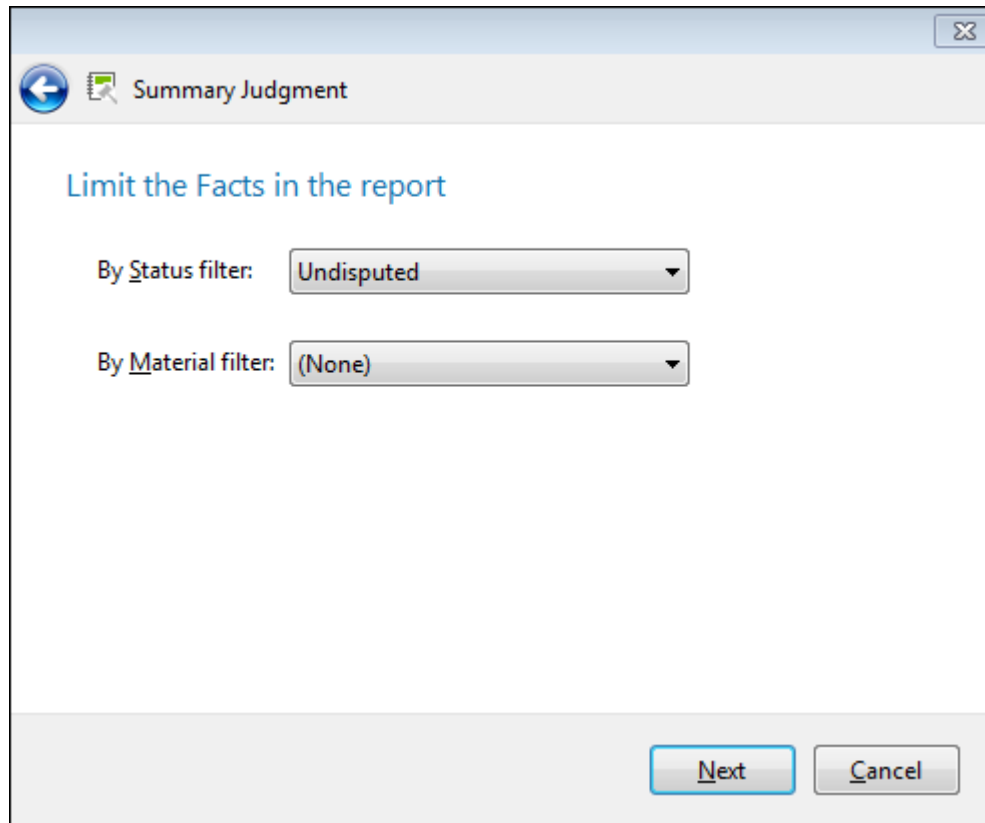 Summary Judgment
Limit the Facts in the report
By Status filter: Undisputed
By Material filter: (None)
Next Cancel